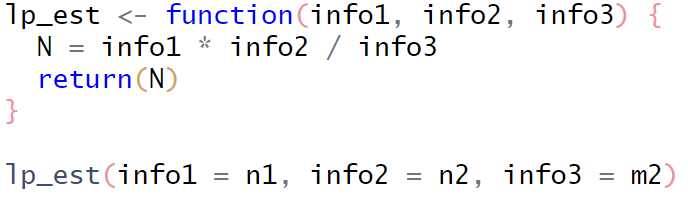 lp_est <- function(info1, info2, info3) {
  N = info1 * info2 / info3
  return(N)
}
lp_est(info1 = n1, info2 = n2, info3 = m2)